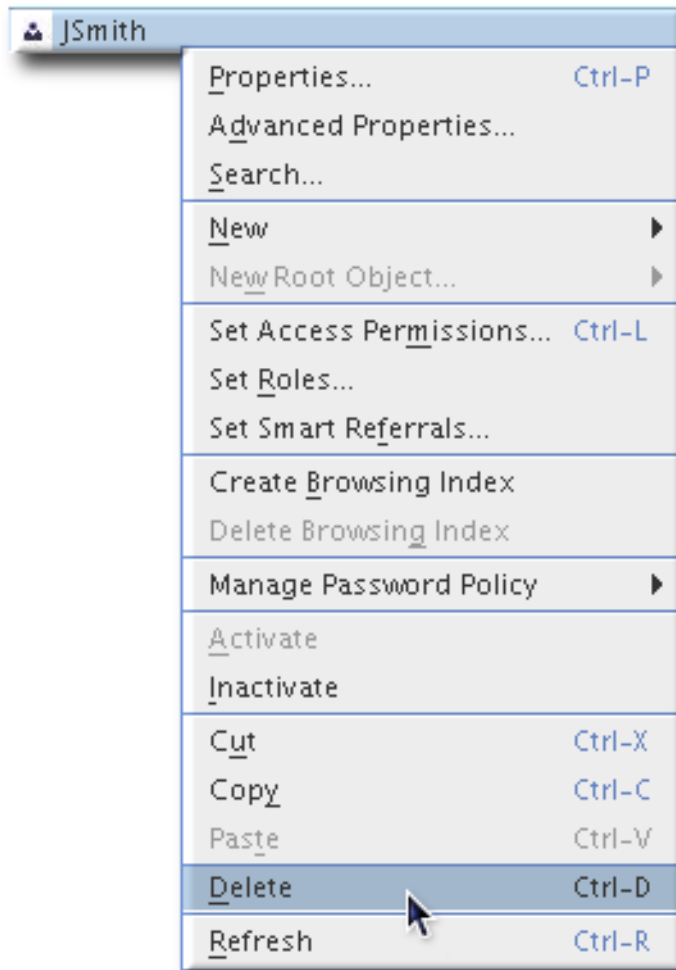 JSmith
Properties... Ctrl-P
Advanced Properties...
Search...
New
New Root Object...
Set Access Permissions... Ctrl-L
Set Roles...
Set Smart Referrals...
Create Browsing Index
Delete Browsing Index
Manage Password Policy
Activate
Inactivate
Cut Ctrl-X
Copy Ctrl-C
Paste Ctrl-V
Delete Ctrl-D
Refresh Ctrl-R